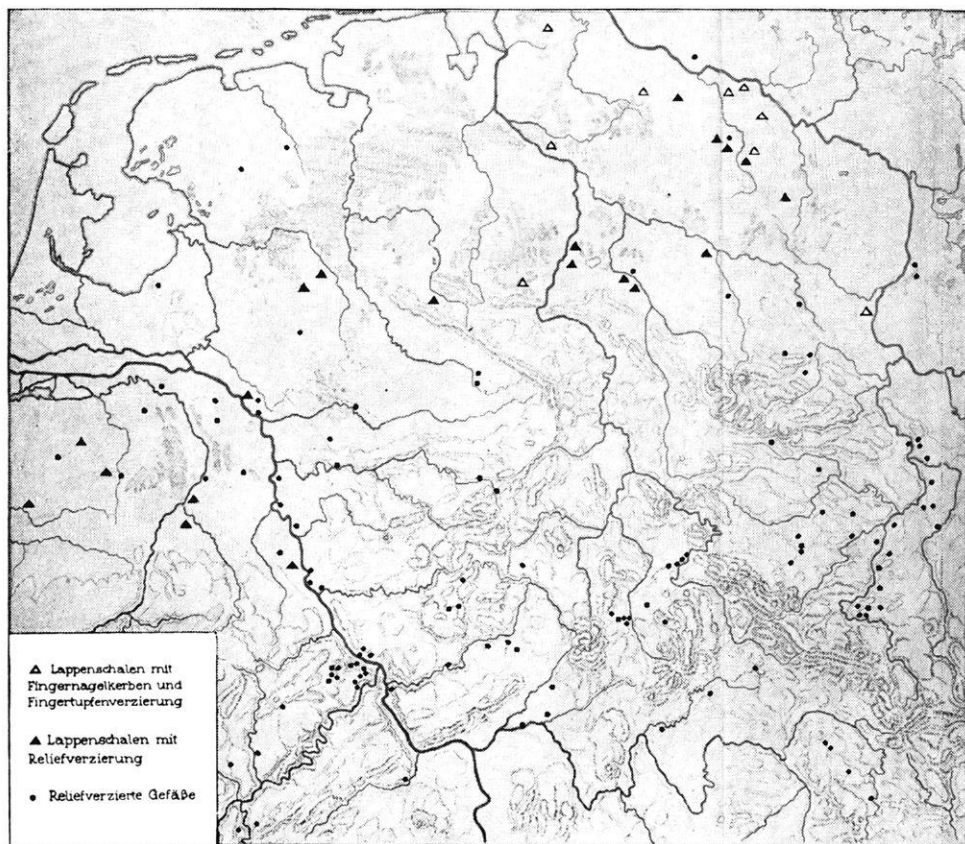 Lappenschalen mit
Fingernagelkerben und
Fingertupfenverzierung
Lappenschalen mit
Reliefverzierung
Reliefverzierte Gefäße